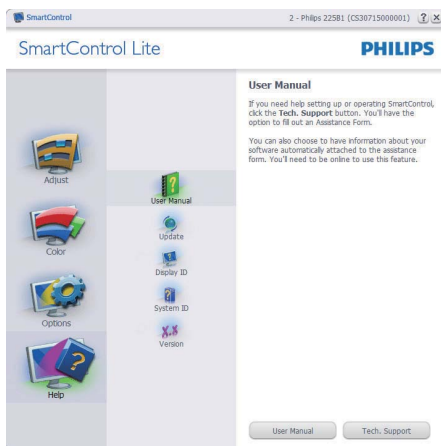 SmartControl
2 - Philips 225B1 (CS30715000001)
SmartControl Lite
PHILIPS
Adjust
Color
Options
Help
User Manual
Update
Display ID
System ID
X.X
Version
User Manual
If you need help setting up or operating SmartControl,
click the Tech. Support button. You'll have the
option to fill out an Assistance Form.
You can also choose to have information about your
software automatically attached to the assistance
form. You'll need to be online to use this feature.
User Manual
Tech. Support